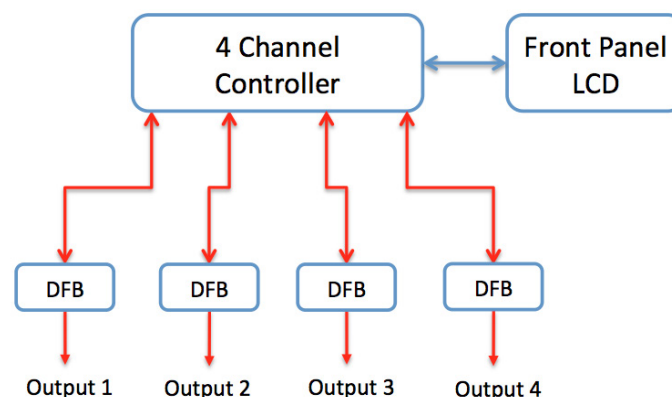 4 Channel
Controller
Front Panel
LCD
DFB
DFB
DFB
DFB
Output 1
Output 2
Output 3
Output 4